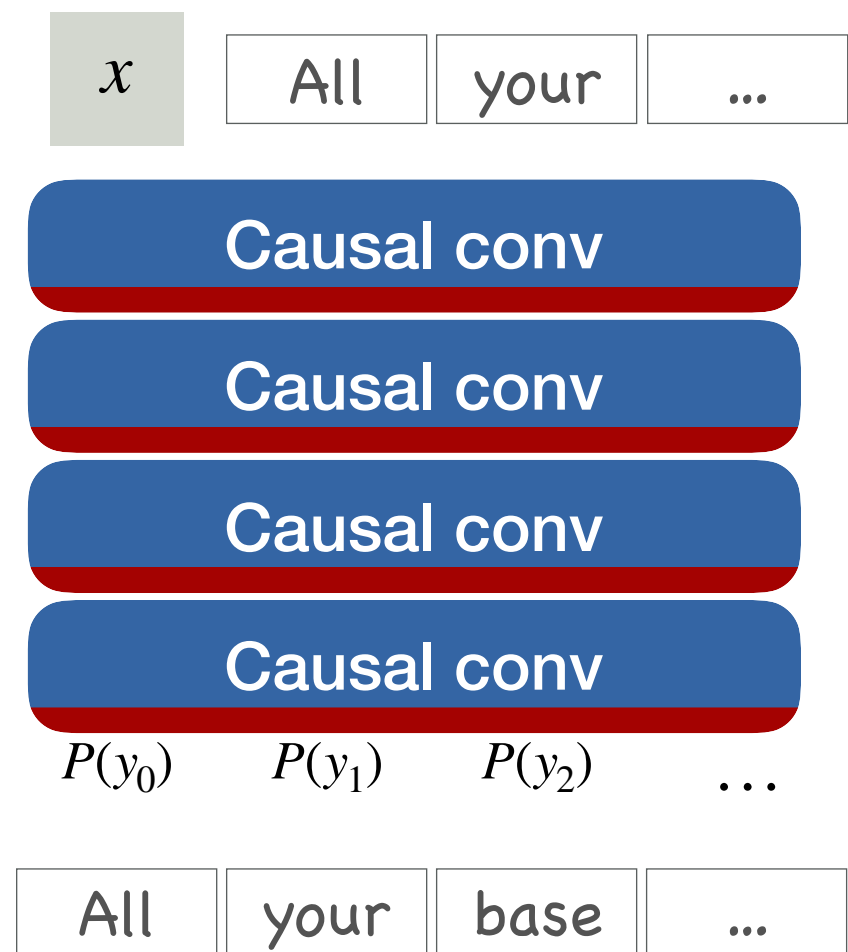 x All your ...
Causal conv
Causal conv
Causal conv
Causal conv
P(y₀) P(y₁) P(y₂) ...
All your base ...